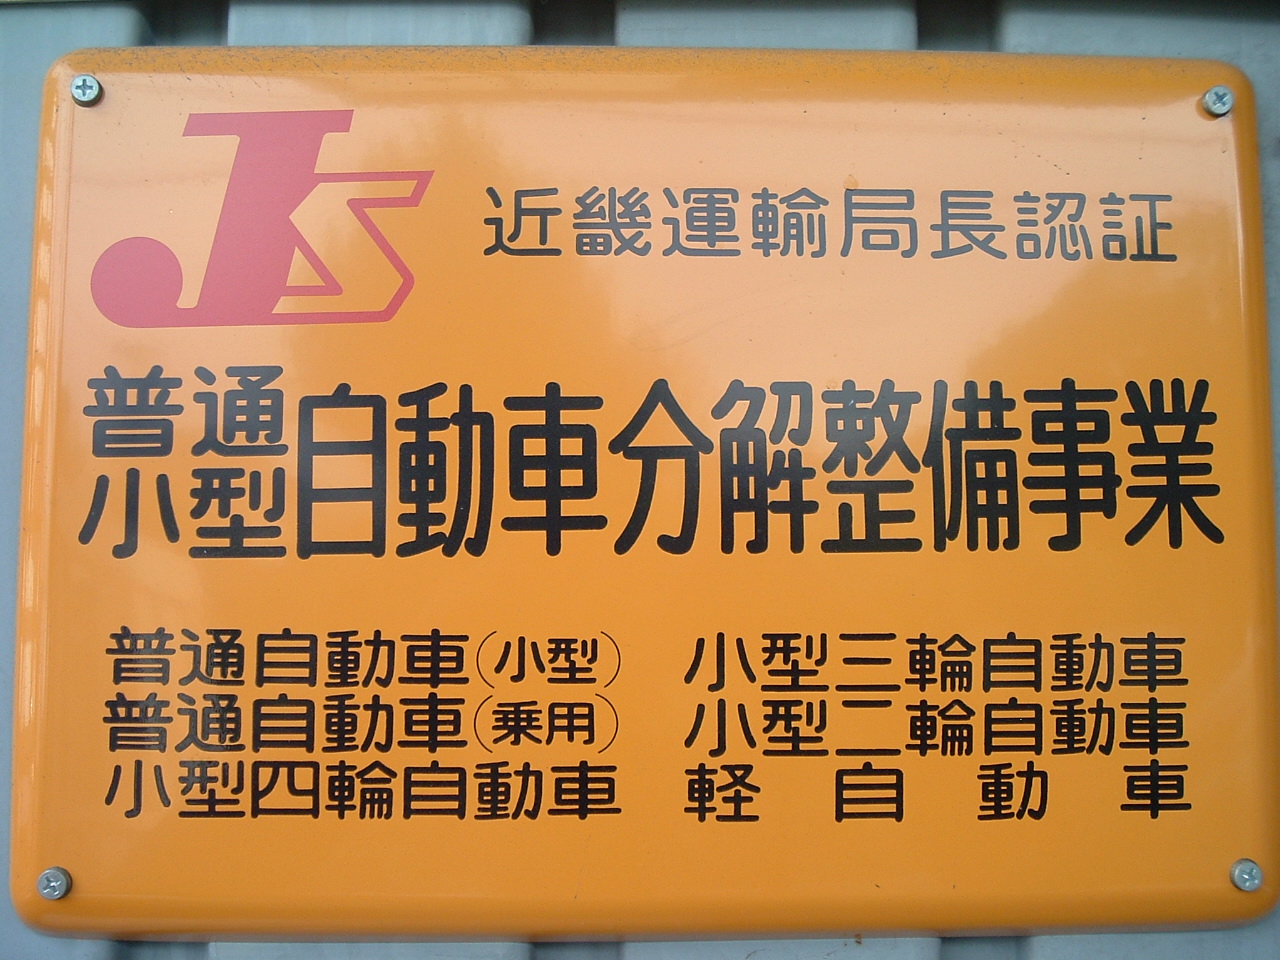 JKS
近畿運輸局長認証
普通
小型自動車分解整備事業
普通自動車(小型) 小型三輪自動車
普通自動車(乗用) 小型二輪自動車
小型四輪自動車 軽自動車